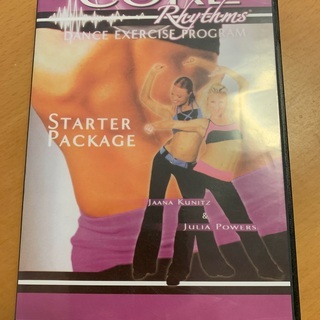 Rhythms®
DANCE EXERCISE PROGRAM
STARTER
PACKAGE
JAANA KUNITZ
&
JULIA POWERS